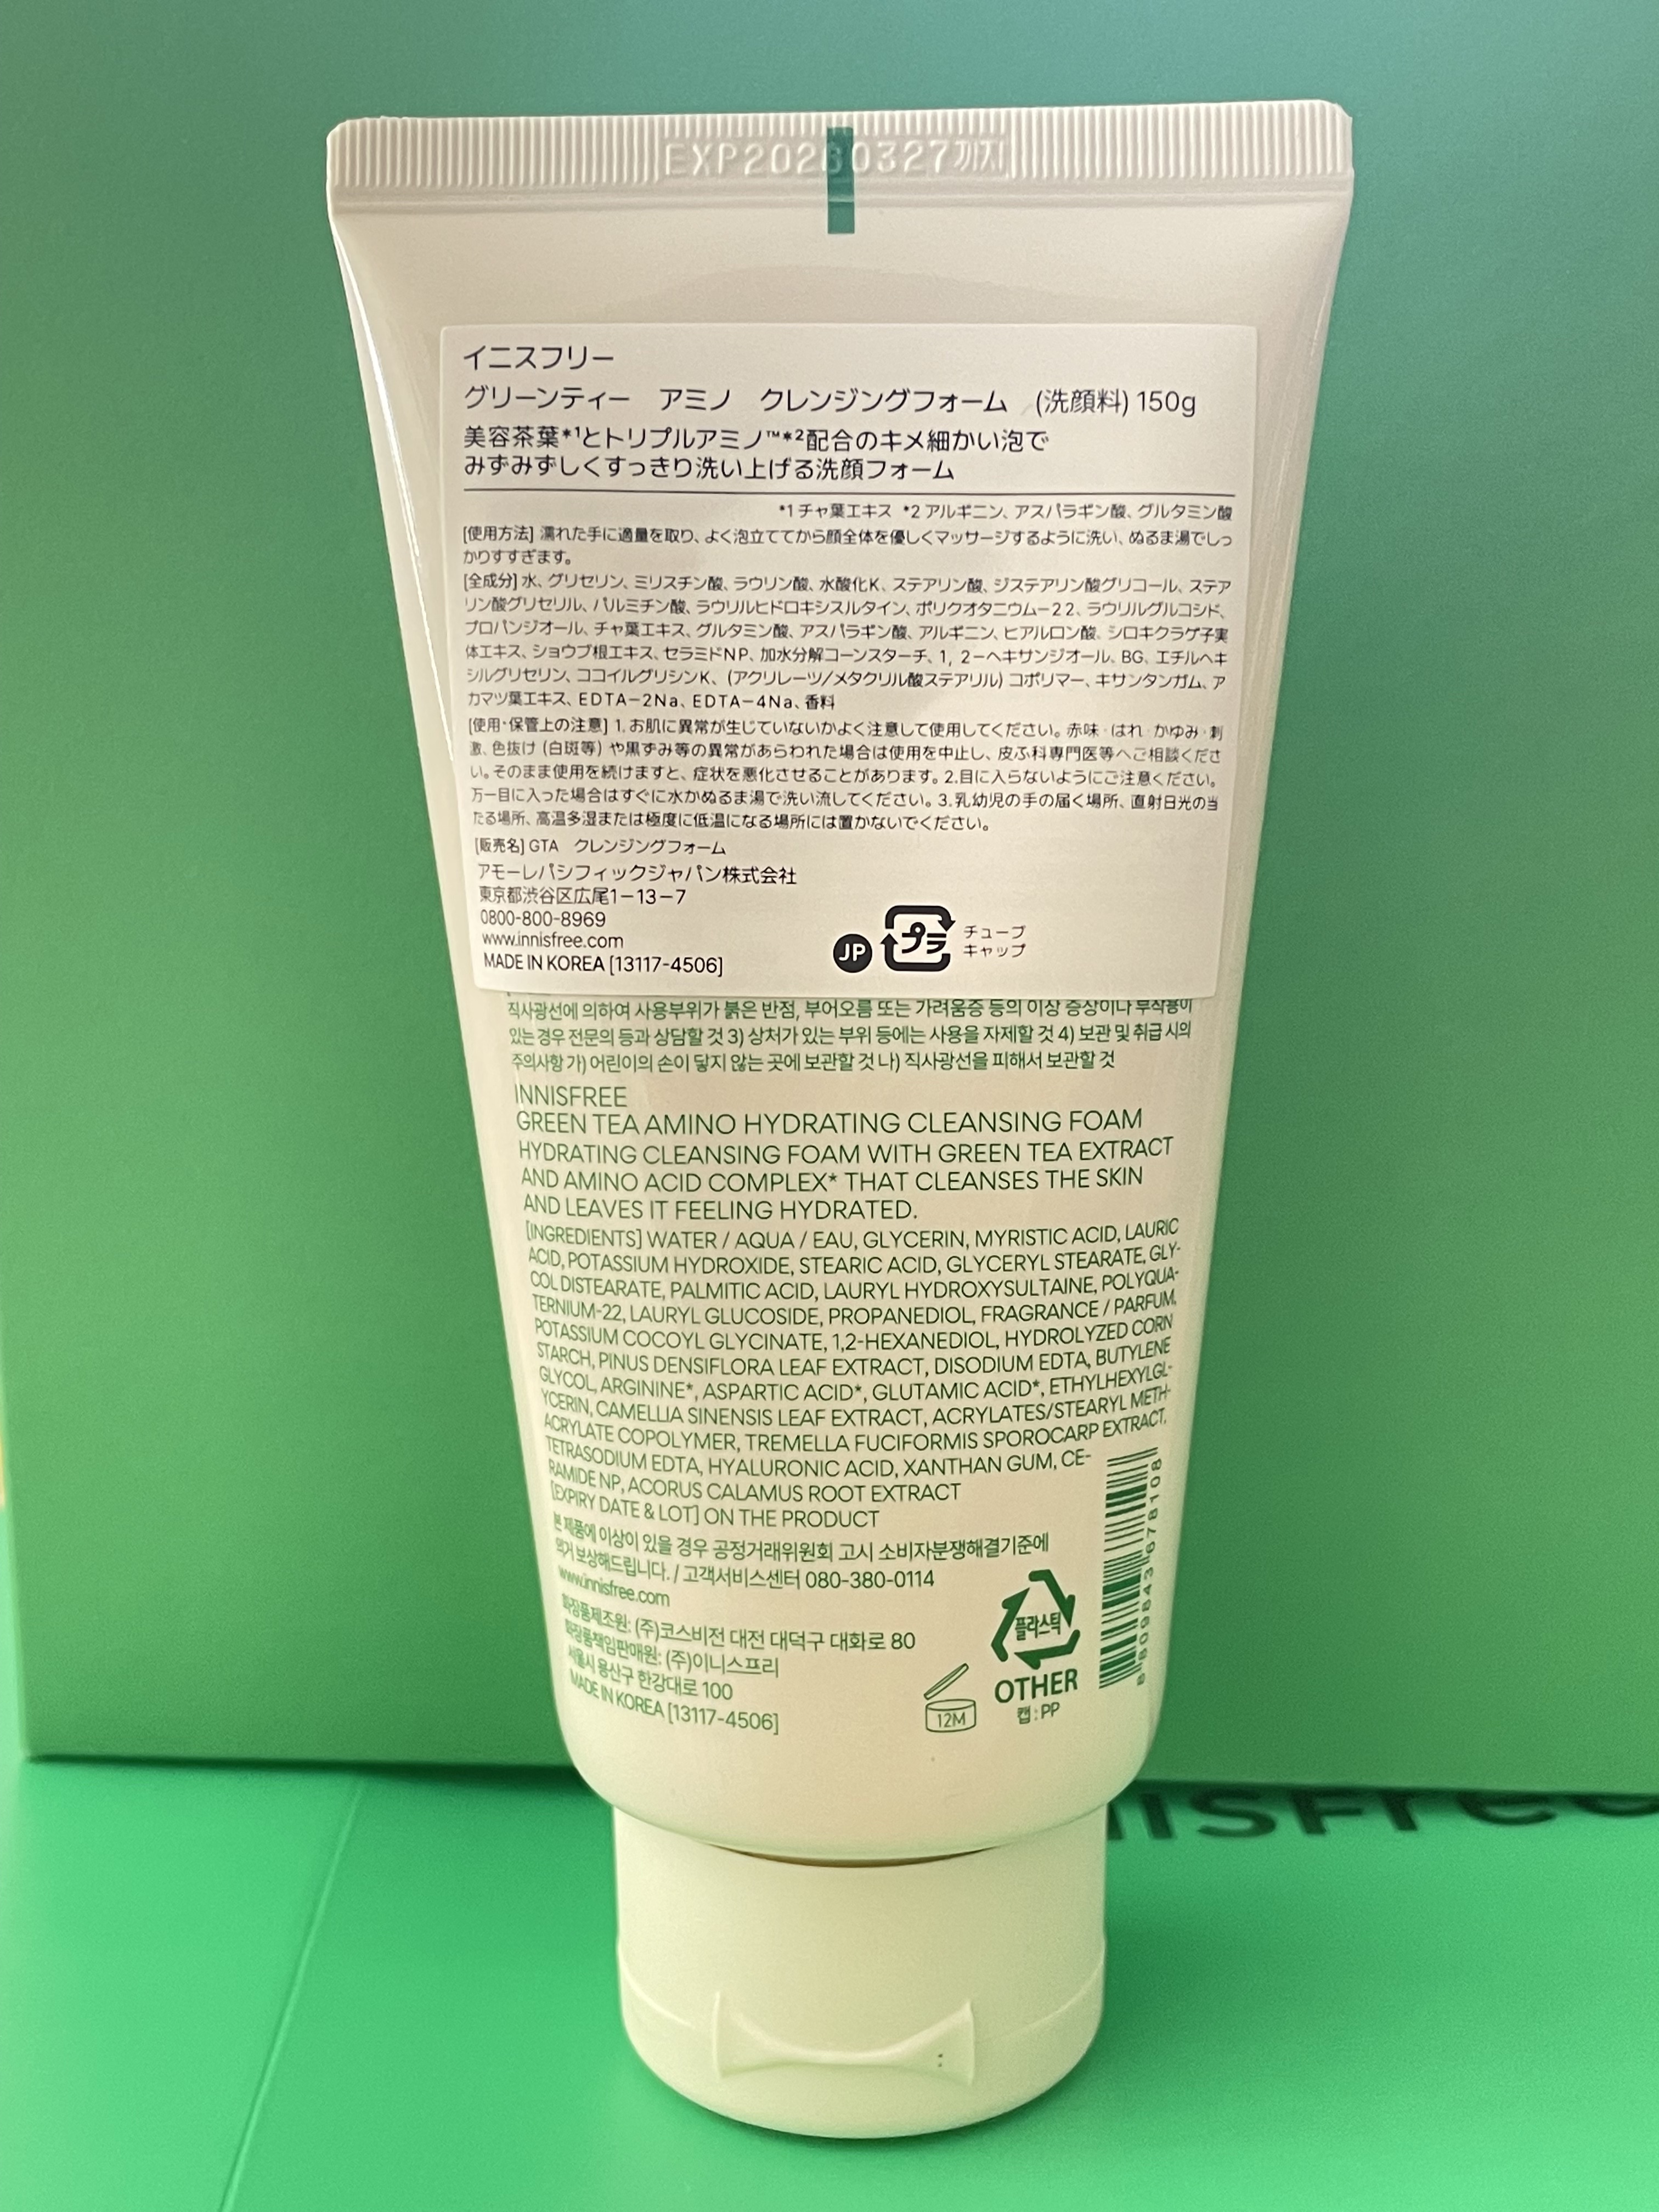 EXP20260327까지
イニスフリー
グリーンティー　アミノ　クレンジングフォーム　(洗顔料) 150g
美容茶葉*¹とトリプルアミノ™*²配合のキメ細かい泡で
みずみずしくすっきり洗い上げる洗顔フォーム
*1 チャ葉エキス *2 アルギニン、アスパラギン酸、グルタミン酸
[使用方法] 濡れた手に適量を取り、よく泡立ててから顔全体を優しくマッサージするように洗い、ぬるま湯でしっ
かりすすぎます。
[全成分] 水、グリセリン、ミリスチン酸、ラウリン酸、水酸化K、ステアリン酸、ジステアリン酸グリコール、ステア
リン酸グリセリル、パルミチン酸、ラウリルヒドロキシスルタイン、ポリクオタニウム－22、ラウリルグルコシド、
プロパンジオール、チャ葉エキス、グルタミン酸、アスパラギン酸、アルギニン、ヒアルロン酸、シロキクラゲ子実
体エキス、ショウブ根エキス、セラミドNP、加水分解コーンスターチ、1, 2－ヘキサンジオール、BG、エチルヘキ
シルグリセリン、ココイルグリシンK、(アクリレーツ/メタクリル酸ステアリル) コポリマー、キサンタンガム、ア
カマツ葉エキス、EDTA－2Na、EDTA－4Na、香料
[使用・保管上の注意] 1.お肌に異常が生じていないかよく注意して使用してください。赤味・はれ・かゆみ・刺
激、色抜け (白斑等) や黒ずみ等の異常があらわれた場合は使用を中止し、皮ふ科専門医等へご相談くださ
い。そのまま使用を続けますと、症状を悪化させることがあります。2.目に入らないようにご注意ください。
万一目に入った場合はすぐに水かぬるま湯で洗い流してください。3.乳幼児の手の届く場所、直射日光の当
たる場所、高温多湿または極度に低温になる場所には置かないでください。
[販売名] GTA　クレンジングフォーム
アモーレパシフィックジャパン株式会社
東京都渋谷区広尾1－13－7
0800-800-8969
www.innisfree.com
MADE IN KOREA [13117-4506]
JP
プラ
チューブ
キャップ
직사광선에 의하여 사용부위가 붉은 반점, 부어오름 또는 가려움증 등의 이상 증상이나 부작용이
있는 경우 전문의 등과 상담할 것 3) 상처가 있는 부위 등에는 사용을 자제할 것 4) 보관 및 취급 시의
주의사항 가) 어린이의 손이 닿지 않는 곳에 보관할 것 나) 직사광선을 피해서 보관할 것
INNISFREE
GREEN TEA AMINO HYDRATING CLEANSING FOAM
HYDRATING CLEANSING FOAM WITH GREEN TEA EXTRACT
AND AMINO ACID COMPLEX* THAT CLEANSES THE SKIN
AND LEAVES IT FEELING HYDRATED.
[INGREDIENTS] WATER / AQUA / EAU, GLYCERIN, MYRISTIC ACID, LAURIC
ACID, POTASSIUM HYDROXIDE, STEARIC ACID, GLYCERYL STEARATE, GLY-
COL DISTEARATE, PALMITIC ACID, LAURYL HYDROXYSULTAINE, POLYQUA-
TERNIUM-22, LAURYL GLUCOSIDE, PROPANEDIOL, FRAGRANCE / PARFUM,
POTASSIUM COCOYL GLYCINATE, 1,2-HEXANEDIOL, HYDROLYZED CORN
STARCH, PINUS DENSIFLORA LEAF EXTRACT, DISODIUM EDTA, BUTYLENE
GLYCOL, ARGININE*, ASPARTIC ACID*, GLUTAMIC ACID*, ETHYLHEXYLGL-
YCERIN, CAMELLIA SINENSIS LEAF EXTRACT, ACRYLATES/STEARYL METH-
ACRYLATE COPOLYMER, TREMELLA FUCIFORMIS SPOROCARP EXTRACT,
TETRASODIUM EDTA, HYALURONIC ACID, XANTHAN GUM, CE-
RAMIDE NP, ACORUS CALAMUS ROOT EXTRACT
[EXPIRY DATE & LOT] ON THE PRODUCT
본 제품에 이상이 있을 경우 공정거래위원회 고시 소비자분쟁해결기준에
의거 보상해드립니다. / 고객서비스센터 080-380-0114
www.innisfree.com
화장품제조원: (주)코스비전 대전 대덕구 대화로 80
화장품책임판매원: (주)이니스프리
서울시 용산구 한강대로 100
MADE IN KOREA [13117-4506]
12M
플라스틱
OTHER
캡 : PP
8 809843 678108
nisfree